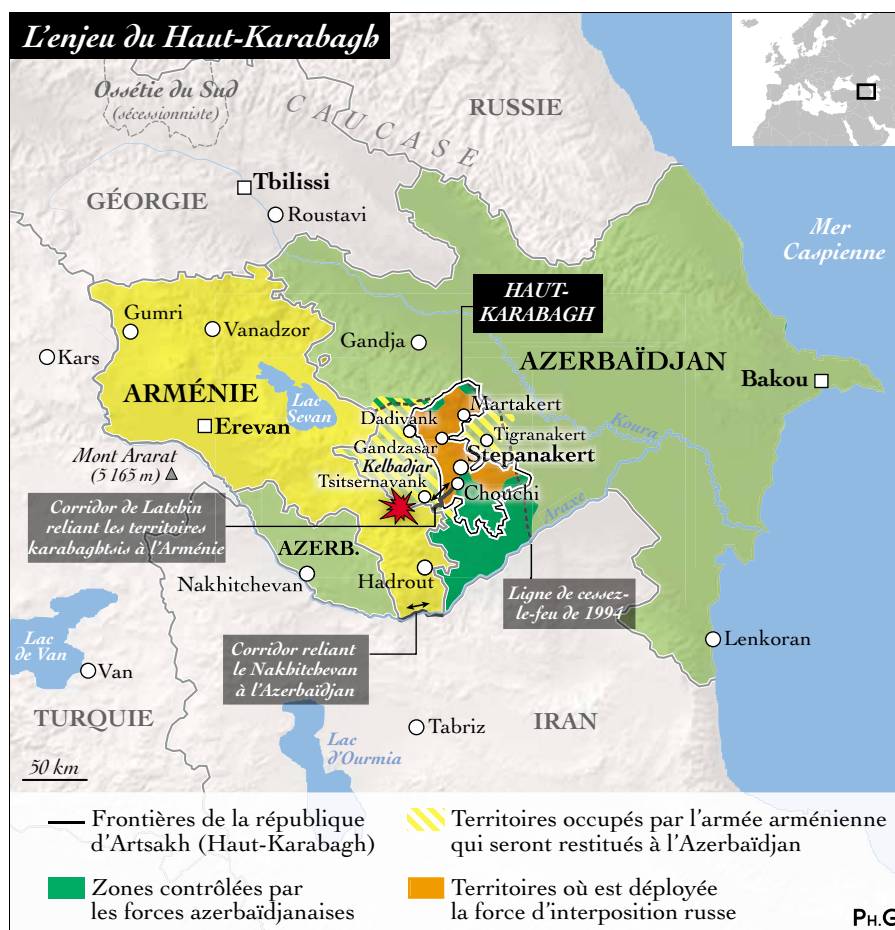 L'enjeu du Haut-Karabagh
Ossétie du Sud
(sécessionniste)
CAUCASE
RUSSIE
Tbilissi
GÉORGIE
Roustavi
Mer
Caspienne
HAUT-
KARABAGH
Gumri
Vanadzor
Gandja
Kars
AZERBAÏDJAN
Bakou
ARMÉNIE
Lac
Sevan
Erevan
Dadivank
Martakert
Koura
Gandzasar
Tigranakert
Mont Ararat
(5 165 m)
Kelbadjar
Stepanakert
Tsitsernavank
Chouchi
Araxe
Corridor de Latchin
reliant les territoires
karabaghtsis à l'Arménie
AZERB.
Nakhitchevan
Hadrout
Ligne de cessez-
le-feu de 1994
Lac
de Van
Van
Corridor reliant
le Nakhitchevan
à l'Azerbaïdjan
Lenkoran
TURQUIE
Tabriz
IRAN
Lac
d'Ourmia
50 km
Frontières de la république
d'Artsakh (Haut-Karabagh)
Territoires occupés par l'armée arménienne
qui seront restitués à l'Azerbaïdjan
Zones contrôlées par
les forces azerbaïdjanaises
Territoires où est déployée
la force d'interposition russe
PH.G